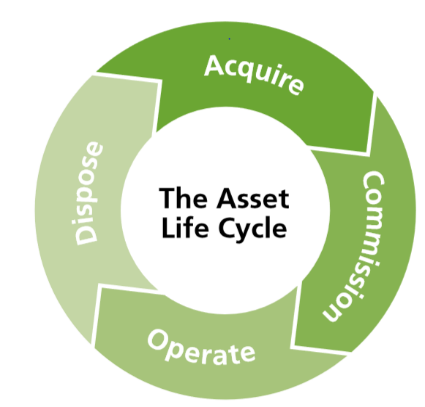 Acquire
Commission
Operate
Dispose
The Asset
Life Cycle